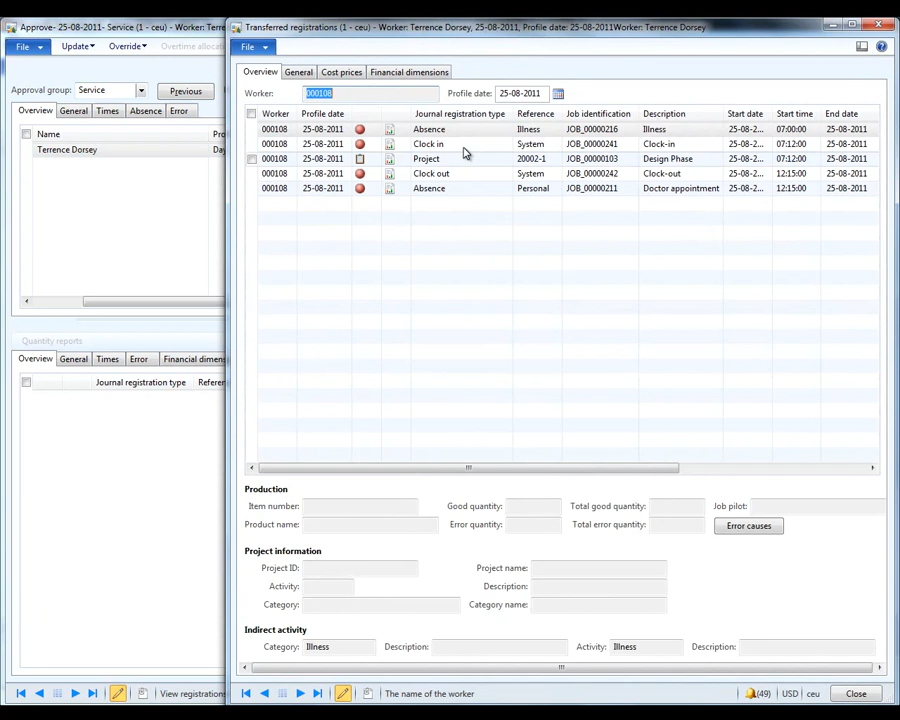 Approve- 25-08-2011- Service (1 - ceu) - Worker: Terre
File Update Override Overtime alloca
Approval group: Service Previous
Overview General Times Absence Error
Name
Terrence Dorsey Day
Quantity reports
Overview General Times Error Financial dimens
Journal registration type Referen
View registrations
Transferred registrations (1 - ceu) - Worker: Terrence Dorsey, 25-08-2011, Profile date: 25-08-2011Worker: Terrence Dorsey
File
Overview General Cost prices Financial dimensions
Worker: 000108 Profile date: 25-08-2011
Worker Profile date Journal registration type Reference Job identification Description Start date Start time End date
000108 25-08-2011 Absence Illness JOB_00000216 Illness 25-08-2... 07:00:00 25-08-2011
000108 25-08-2011 Clock in System JOB_00000241 Clock-in 25-08-2... 07:12:00 25-08-2011
000108 25-08-2011 Project 20002-1 JOB_00000103 Design Phase 25-08-2... 07:12:00 25-08-2011
000108 25-08-2011 Clock out System JOB_00000242 Clock-out 25-08-2... 12:15:00 25-08-2011
000108 25-08-2011 Absence Personal JOB_00000211 Doctor appointment 25-08-2... 12:15:00 25-08-2011
Production
Item number: Good quantity: Total good quantity: Job pilot:
Product name: Error quantity: Total error quantity: Error causes
Project information
Project ID: Project name:
Activity: Description:
Category: Category name:
Indirect activity
Category: Illness Description: Activity: Illness Description:
The name of the worker (49) USD ceu Close